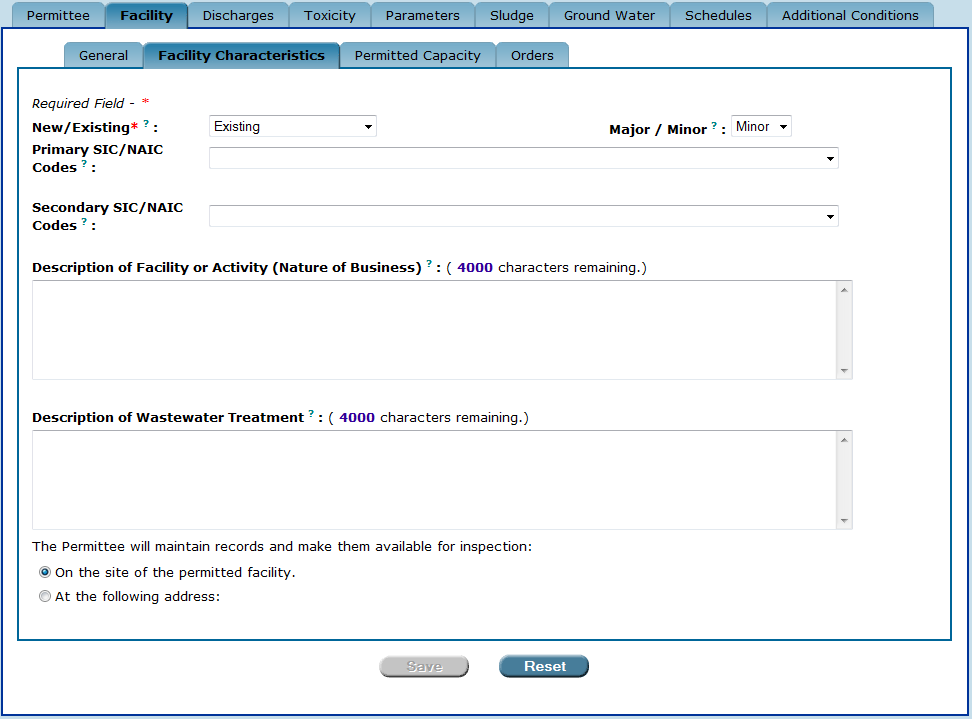 Permittee Facility Discharges Toxicity Parameters Sludge Ground Water Schedules Additional Conditions
General Facility Characteristics Permitted Capacity Orders
Required Field - *
New/Existing* ? : Existing Major / Minor ? : Minor
Primary SIC/NAIC
Codes ? :
Secondary SIC/NAIC
Codes ? :
Description of Facility or Activity (Nature of Business) ? : ( 4000 characters remaining.)
Description of Wastewater Treatment ? : ( 4000 characters remaining.)
The Permittee will maintain records and make them available for inspection:
On the site of the permitted facility.
At the following address:
Save Reset